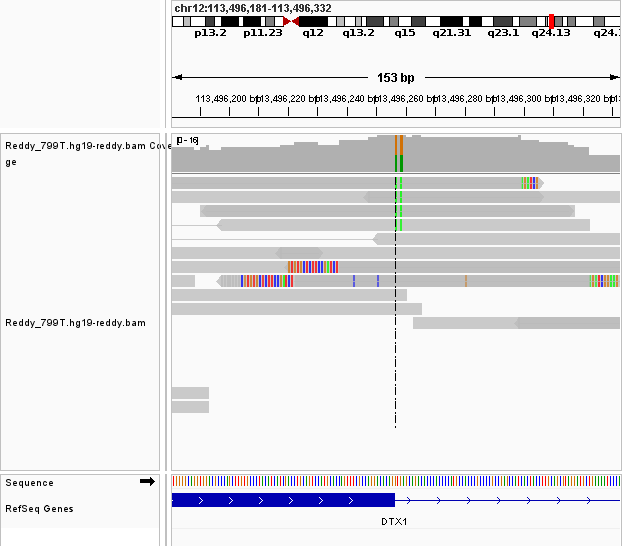 chr12:113,496,181-113,496,332
p13.2 p11.23 q12 q13.2 q15 q21.31 q23.1 q24.13 q24.
153 bp
113,496,200 bp 113,496,220 bp 113,496,240 bp 113,496,260 bp 113,496,280 bp 113,496,300 bp 113,496,320 bp
Reddy_799T.hg19-reddy.bam Cove
ge
[0 - 16]
Reddy_799T.hg19-reddy.bam
Sequence
RefSeq Genes
DTX1